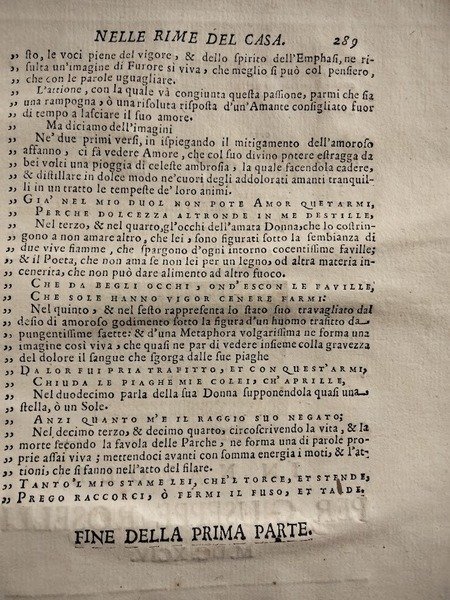 NELLE RIME DEL CASA. 289
„ sto, le voci piene del vigore, & dello spirito dell'Emphasi, ne ri-
„ sulta un'imagine di Furore sì viva, che meglio si può col pensiero,
„ che con le parole uguagliare.
„ L'attione, con la quale và congiunta questa passione, parmi che sia
„ una rampogna, ò una risoluta risposta d'un'Amante consigliato fuor
„ di tempo a lasciare il suo amore.
„ Ma diciamo dell'imagini
„ Ne' due primi versi, in ispiegando il mitigamento dell'amoroso
„ affanno, ci fà vedere Amore, che col suo divino potere estragga da
„ bei volti una pioggia di celeste ambrosia, la quale facendola cadere,
„ & distillare in dolce modo ne'cuori degli addolorati amanti tranquil-
„ li in un tratto le tempeste de' loro animi.
„ GIA' NEL MIO DUOL NON POTE AMOR QUETARMI,
„ PERCHE DOLCEZZA ALTRONDE IN ME DESTILLE,
„ Nel terzo, & nel quarto, gl'occhi dell'amata Donna, che lo costrin-
„ gono a non amare altro, che lei, sono figurati sotto la sembianza di
„ due vive fiamme, che spargono d'ogni intorno cocentissime faville;
„ & il Poeta, che non ama se non lei per un legno, od altra materia in-
„ cenerita, che non può dare alimento ad altro fuoco.
„ CHE DA BEGLI OCCHI, OND'ESCON LE FAVILLE,
„ CHE SOLE HANNO VIGOR CENERE FARMI:
„ Nel quinto, & nel sesto rappresenta lo stato suo travagliato dal
„ desio di amoroso godimento sotto la figura d'un huomo trafitto da
„ pungentissime saette: & d'una Metaphora volgarissima ne forma una
„ imagine così viva, che quasi ne par di vedere insieme colla gravezza
„ del dolore il sangue che sgorga dalle sue piaghe
„ DA LOR FUI PRIA TRAFITTO, ET CON QUEST'ARMI,
„ CHIUDA LE PIAGHE MIE COLEI, CH'APRILLE,
„ Nel duodecimo parla della sua Donna supponendola quasi una
„ stella, ò un Sole.
„ ANZI QUANTO M'E IL RAGGIO SUO NEGATO;
„ Nel decimo terzo, & decimo quarto, circoscrivendo la vita, & la
„ morte secondo la favola delle Parche, ne forma una di parole pro-
„ prie assai viva; mettendoci avanti con somma energia i moti, & l'at-
„ tioni, che si fanno nell'atto del filare.
„ TANTO'L MIO STAME LEI, CHE'L TORCE, ET STENDE,
„ PREGO RACCORCI, Ò FERMI IL FUSO, ET TARDE.
FINE DELLA PRIMA PARTE.